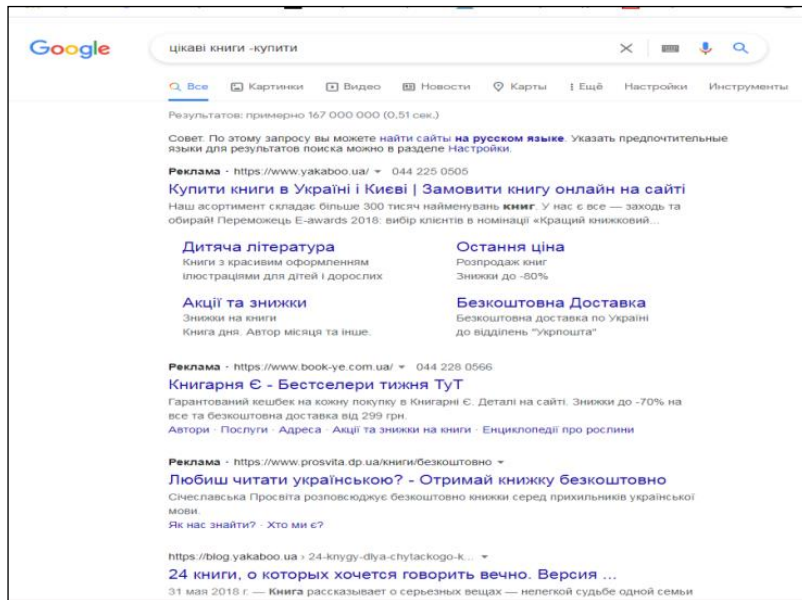 Google
цікаві книги -купити
Все Картинки Видео Новости Карты Ещё Настройки Инструменты
Результатов: примерно 167 000 000 (0,51 сек.)
Совет. По этому запросу вы можете найти сайты на русском языке. Указать предпочтительные
языки для результатов поиска можно в разделе Настройки.
Реклама · https://www.yakaboo.ua/ 044 225 0505
Купити книги в Україні і Києві | Замовити книгу онлайн на сайті
Наш асортимент складає більше 300 тисяч найменувань книг. У нас є все — заходь та
обирай! Переможець E-awards 2018: вибір клієнтів в номінації «Кращий книжковий...
Дитяча література
Книги з красивим оформленням
ілюстраціями для дітей і дорослих
Остання ціна
Розпродаж книг
Знижки до -80%
Акції та знижки
Знижки на книги
Книга дня. Автор місяця та інше.
Безкоштовна Доставка
Безкоштовна доставка по Україні
до відділень "Укрпошта"
Реклама · https://www.book-ye.com.ua/ 044 228 0566
Книгарня Є - Бестселери тижня ТуТ
Гарантований кешбек на кожну покупку в Книгарні Є. Деталі на сайті. Знижки до -70% на
все та безкоштовна доставка від 299 грн.
Автори · Послуги · Адреса · Акції та знижки на книги · Енциклопедії про рослини
Реклама · https://www.prosvita.dp.ua/книги/безкоштовно
Любиш читати українською? - Отримай книжку безкоштовно
Січеславська Просвіта розповсюджує безкоштовно книжки серед прихильників української
мови.
Як нас знайти? · Хто ми є?
https://blog.yakaboo.ua › 24-knygy-dlya-chytackogo-k...
24 книги, о которых хочется говорить вечно. Версия ...
31 мая 2018 г. — Книга рассказывает о серьезных вещах — нелегкой судьбе одной семьи